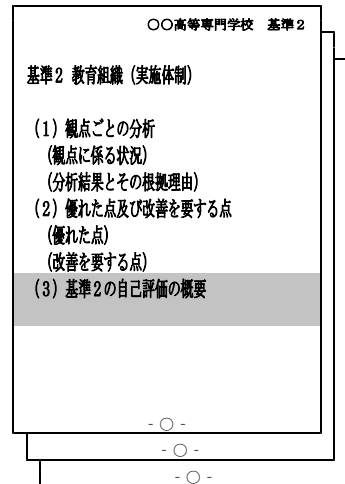 ○○高等専門学校　基準２
基準２ 教育組織（実施体制）
（１）観点ごとの分析
（観点に係る状況）
（分析結果とその根拠理由）
（２）優れた点及び改善を要する点
（優れた点）
（改善を要する点）
（３）基準２の自己評価の概要
- ○ -
- ○ -
- ○ -